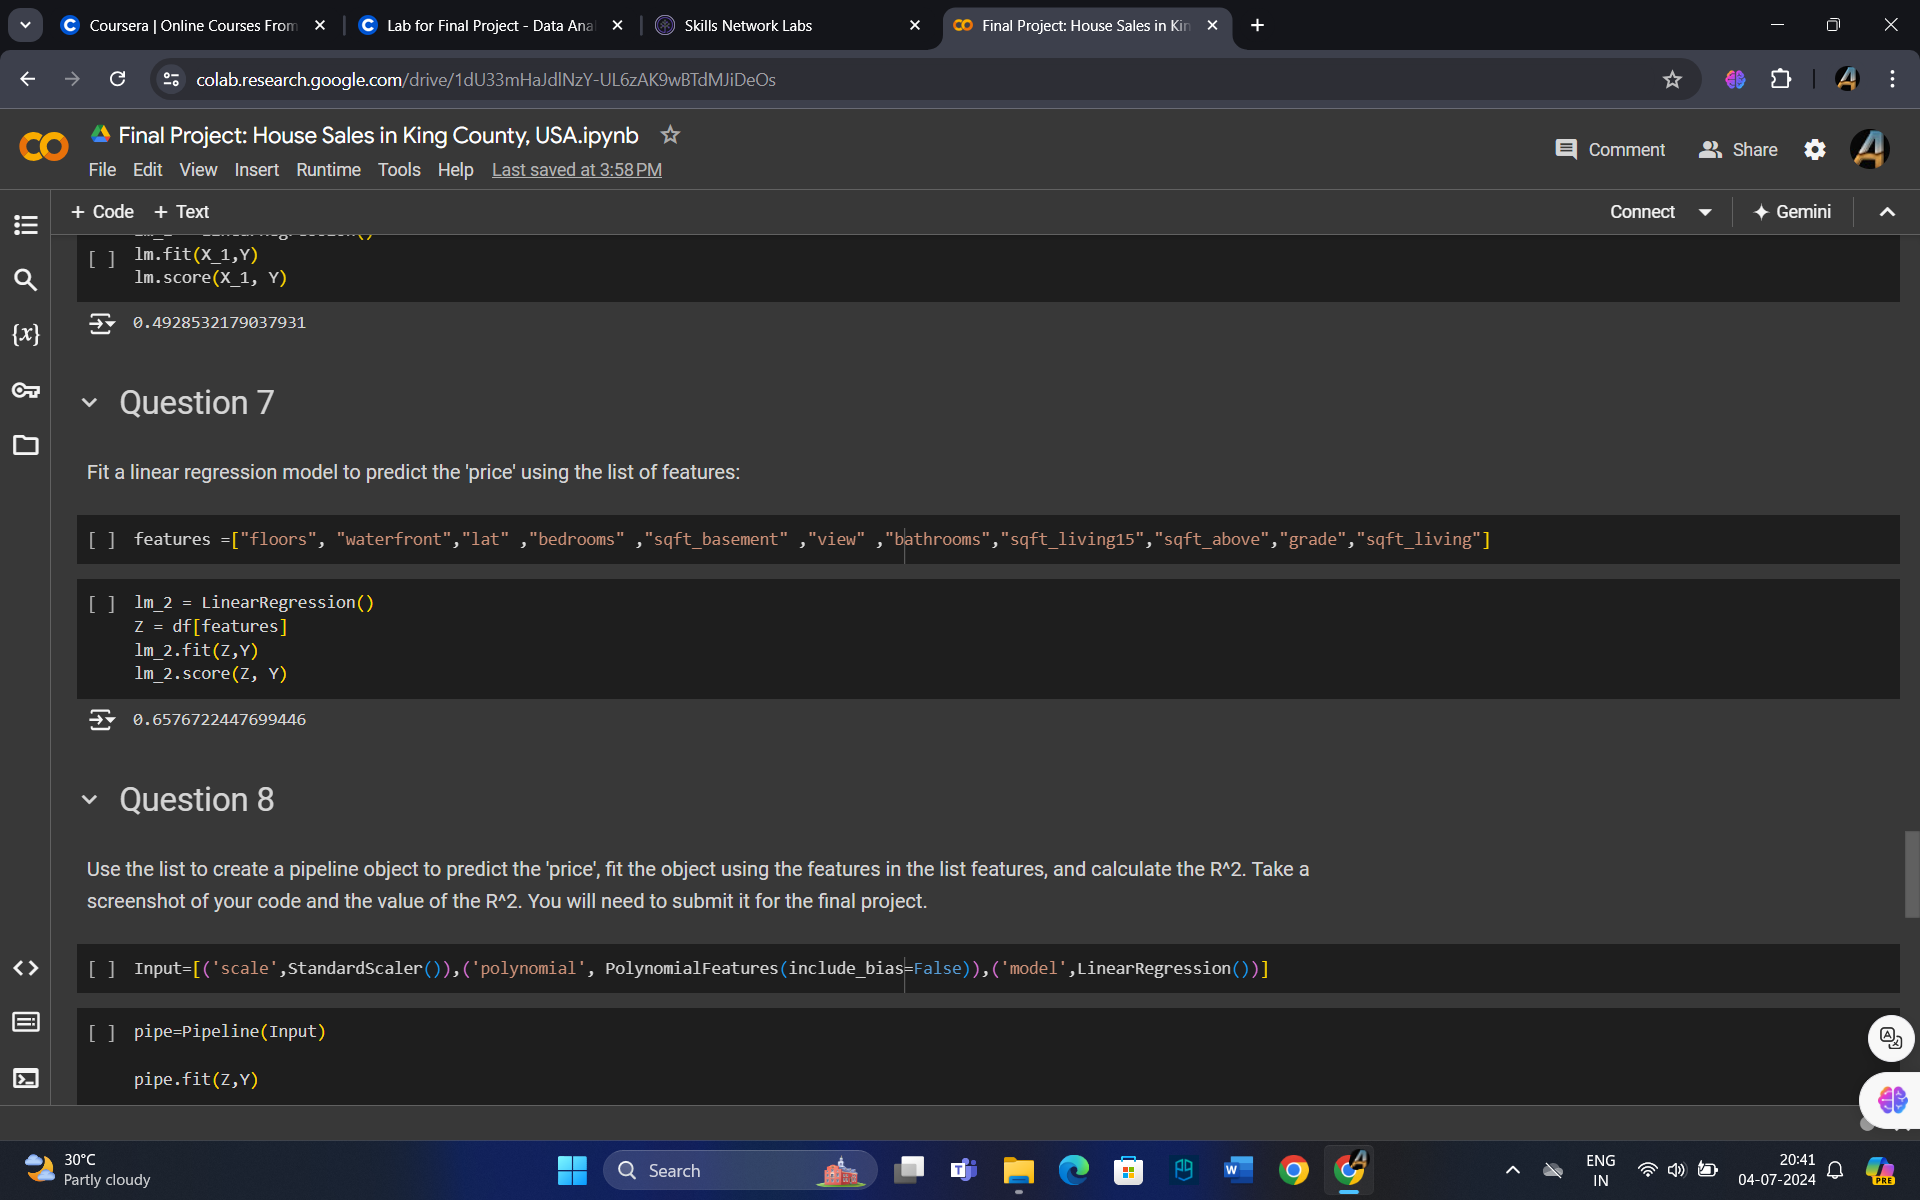 Coursera | Online Courses From
Lab for Final Project - Data Ana
Skills Network Labs
Final Project: House Sales in Kin
colab.research.google.com/drive/1dU33mHaJdlNzY-UL6zAK9wBTdMJiDeOs
Final Project: House Sales in King County, USA.ipynb
Comment
Share
File Edit View Insert Runtime Tools Help Last saved at 3:58 PM
+ Code + Text
Connect
Gemini
[ ] lm.fit(X_1,Y)
lm.score(X_1, Y)
0.4928532179037931
Question 7
Fit a linear regression model to predict the 'price' using the list of features:
[ ] features =["floors", "waterfront","lat" ,"bedrooms" ,"sqft_basement" ,"view" ,"bathrooms","sqft_living15","sqft_above","grade","sqft_living"]
[ ] lm_2 = LinearRegression()
Z = df[features]
lm_2.fit(Z,Y)
lm_2.score(Z, Y)
0.6576722447699446
Question 8
Use the list to create a pipeline object to predict the 'price', fit the object using the features in the list features, and calculate the R^2. Take a
screenshot of your code and the value of the R^2. You will need to submit it for the final project.
[ ] Input=[('scale',StandardScaler()),('polynomial', PolynomialFeatures(include_bias=False)),('model',LinearRegression())]
[ ] pipe=Pipeline(Input)
pipe.fit(Z,Y)
30°C
Partly cloudy
Search
ENG
IN
20:41
04-07-2024
PRE